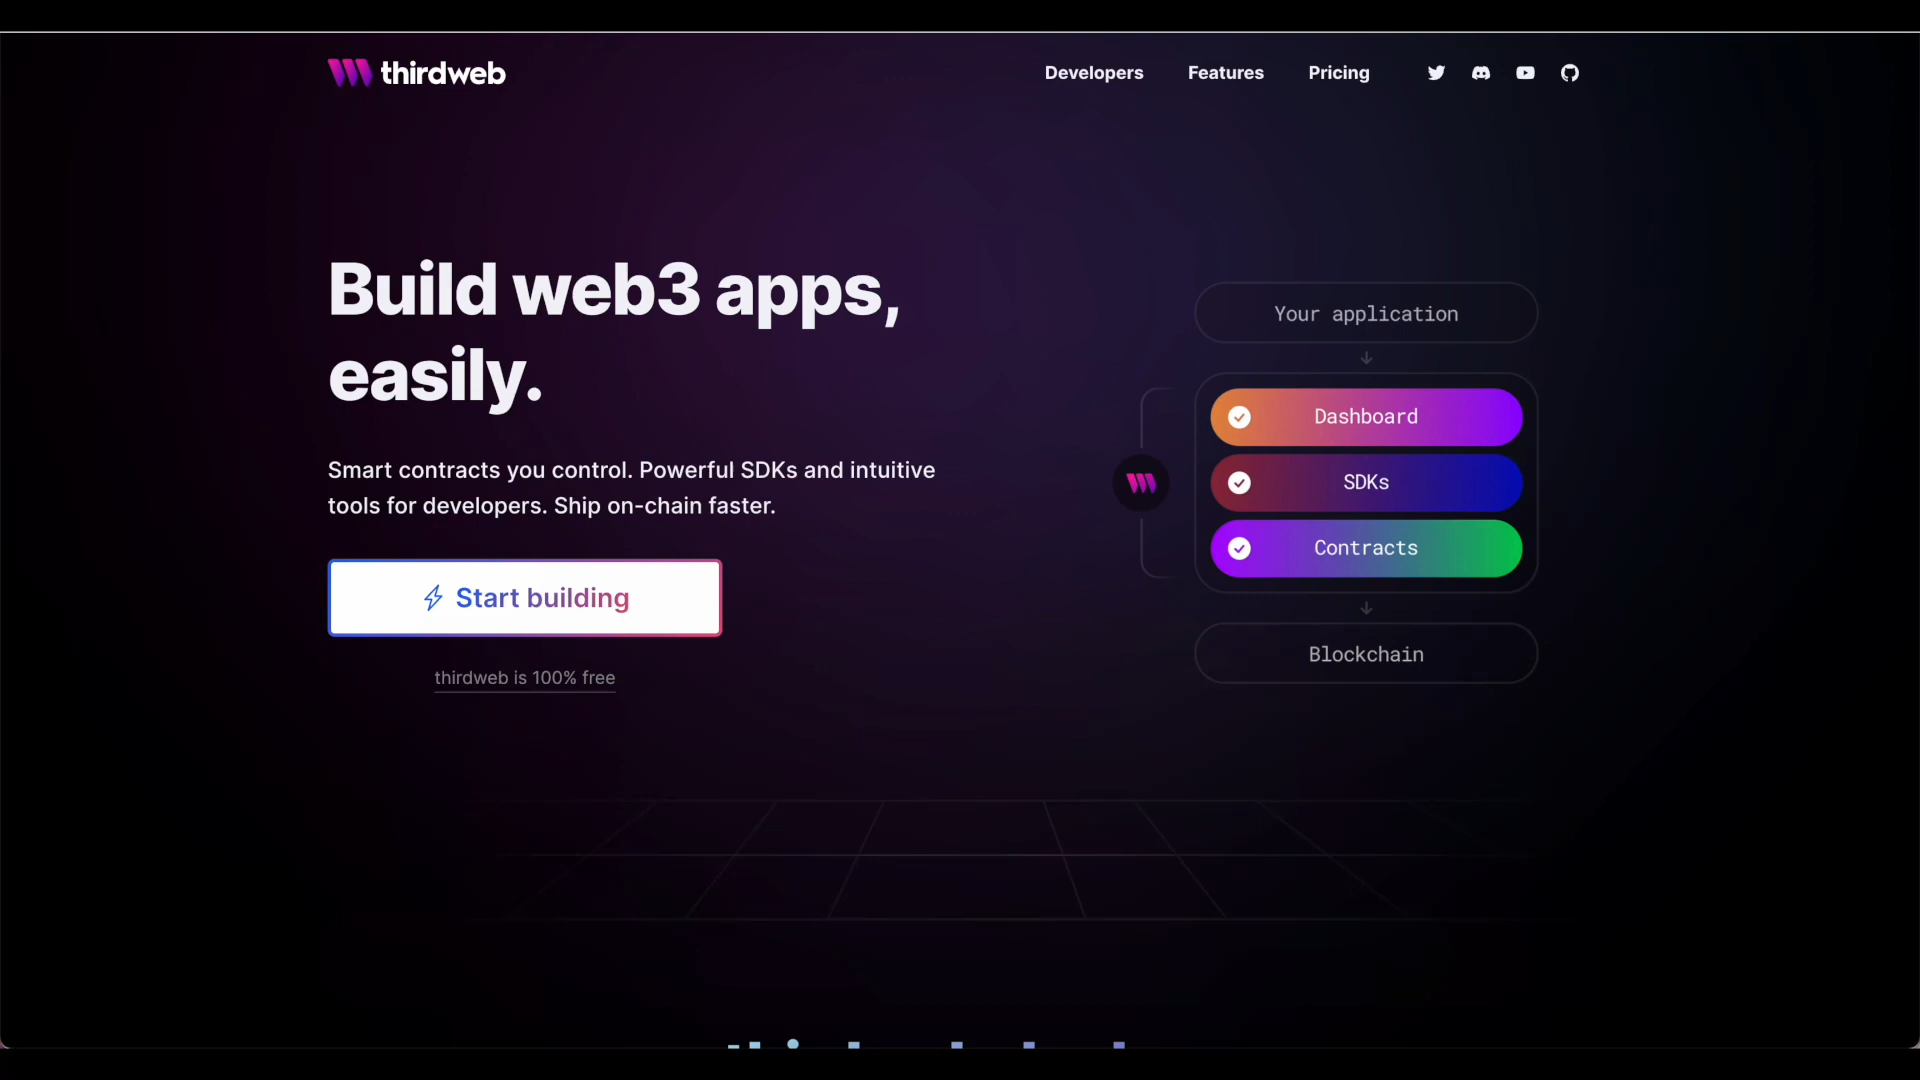 thirdweb
Developers
Features
Pricing
Build web3 apps,
easily.
Smart contracts you control. Powerful SDKs and intuitive
tools for developers. Ship on-chain faster.
Start building
thirdweb is 100% free
Your application
Dashboard
SDKs
Contracts
Blockchain